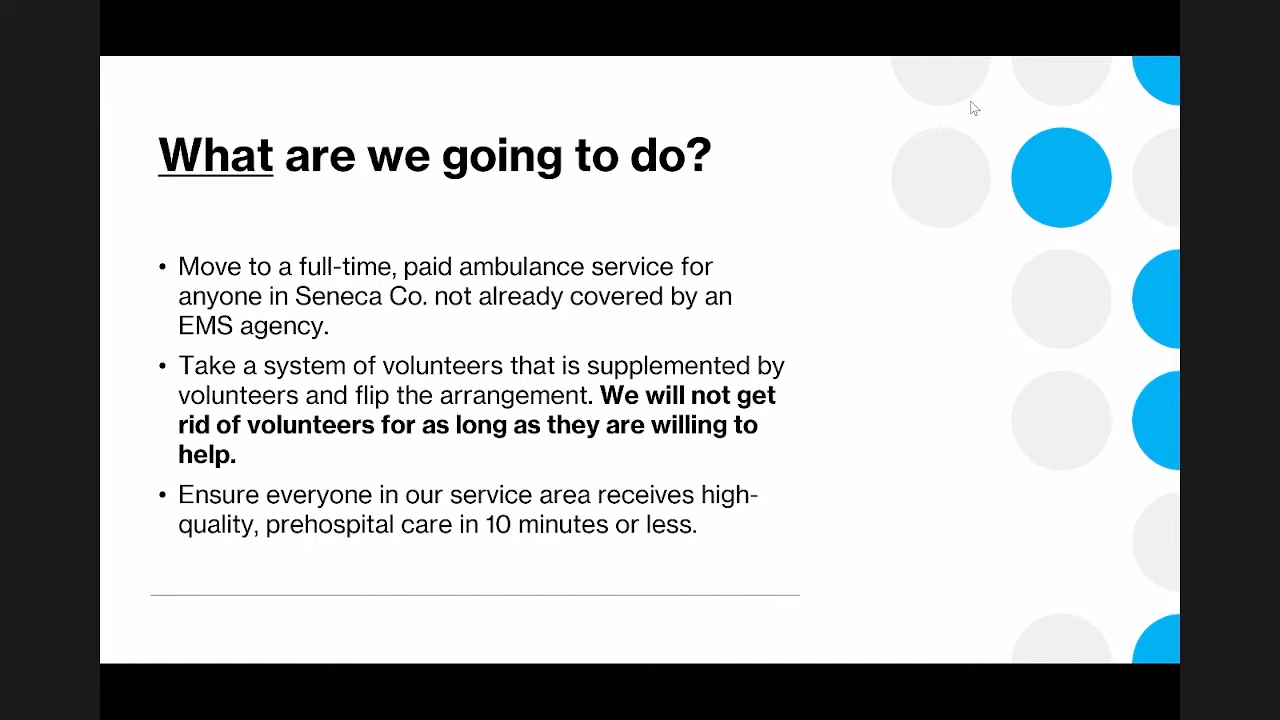 What are we going to do?
• Move to a full-time, paid ambulance service for
anyone in Seneca Co. not already covered by an
EMS agency.
• Take a system of volunteers that is supplemented by
volunteers and flip the arrangement. We will not get
rid of volunteers for as long as they are willing to
help.
• Ensure everyone in our service area receives high-
quality, prehospital care in 10 minutes or less.